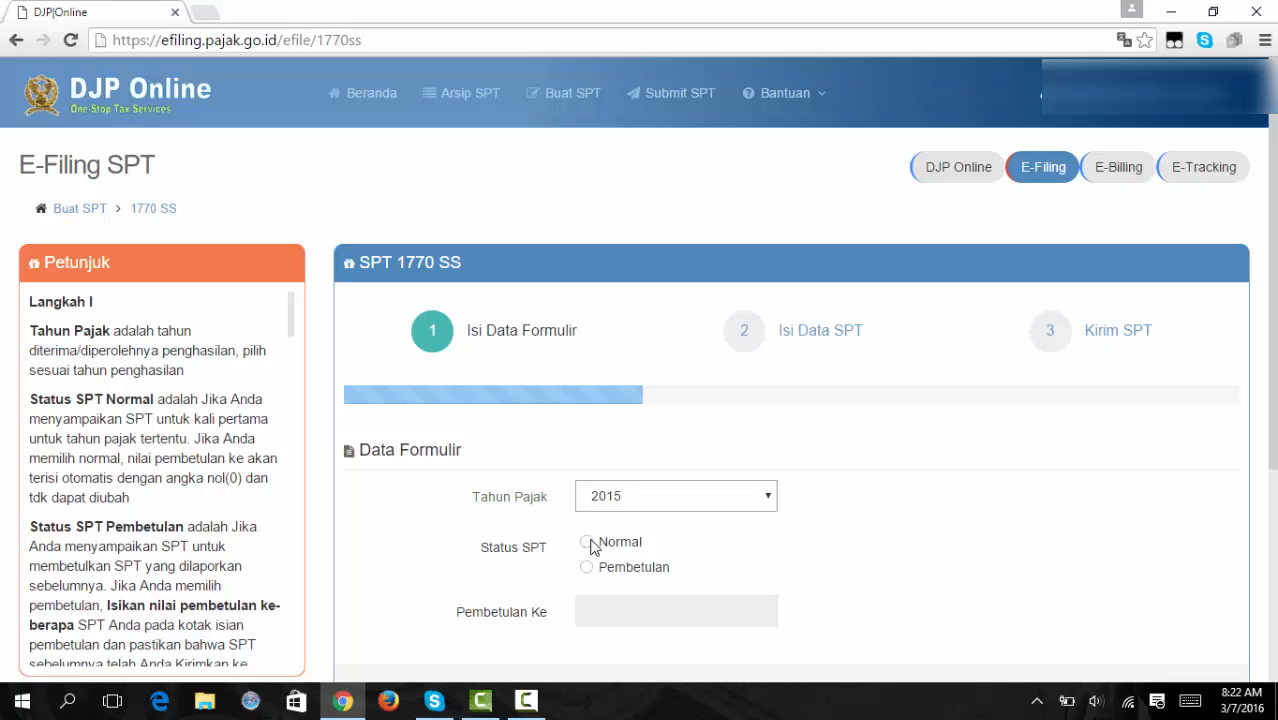 DJP|Online
https://efiling.pajak.go.id/efile/1770ss
DJP Online
One-Stop Tax Services
Beranda
Arsip SPT
Buat SPT
Submit SPT
Bantuan
E-Filing SPT
DJP Online
E-Filing
E-Billing
E-Tracking
Buat SPT > 1770 SS
Petunjuk
Langkah I
Tahun Pajak adalah tahun
diterima/diperolehnya penghasilan, pilih
sesuai tahun penghasilan
Status SPT Normal adalah Jika Anda
menyampaikan SPT untuk kali pertama
untuk tahun pajak tertentu. Jika Anda
memilih normal, nilai pembetulan ke akan
terisi otomatis dengan angka nol(0) dan
tdk dapat diubah
Status SPT Pembetulan adalah Jika
Anda menyampaikan SPT untuk
membetulkan SPT yang dilaporkan
sebelumnya. Jika Anda memilih
pembetulan, Isikan nilai pembetulan ke-
berapa SPT Anda pada kotak isian
pembetulan dan pastikan bahwa SPT
sebelumnya telah Anda Kirimkan ke
SPT 1770 SS
1 Isi Data Formulir
2 Isi Data SPT
3 Kirim SPT
Data Formulir
Tahun Pajak
2015
Status SPT
Normal
Pembetulan
Pembetulan Ke
8:22 AM
3/7/2016